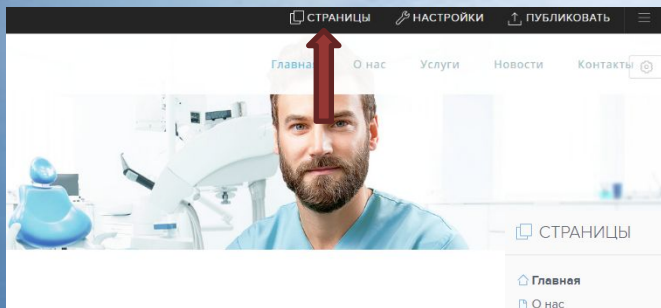 СТРАНИЦЫ НАСТРОЙКИ ПУБЛИКОВАТЬ
Главная О нас Услуги Новости Контакты
СТРАНИЦЫ
Главная
О нас